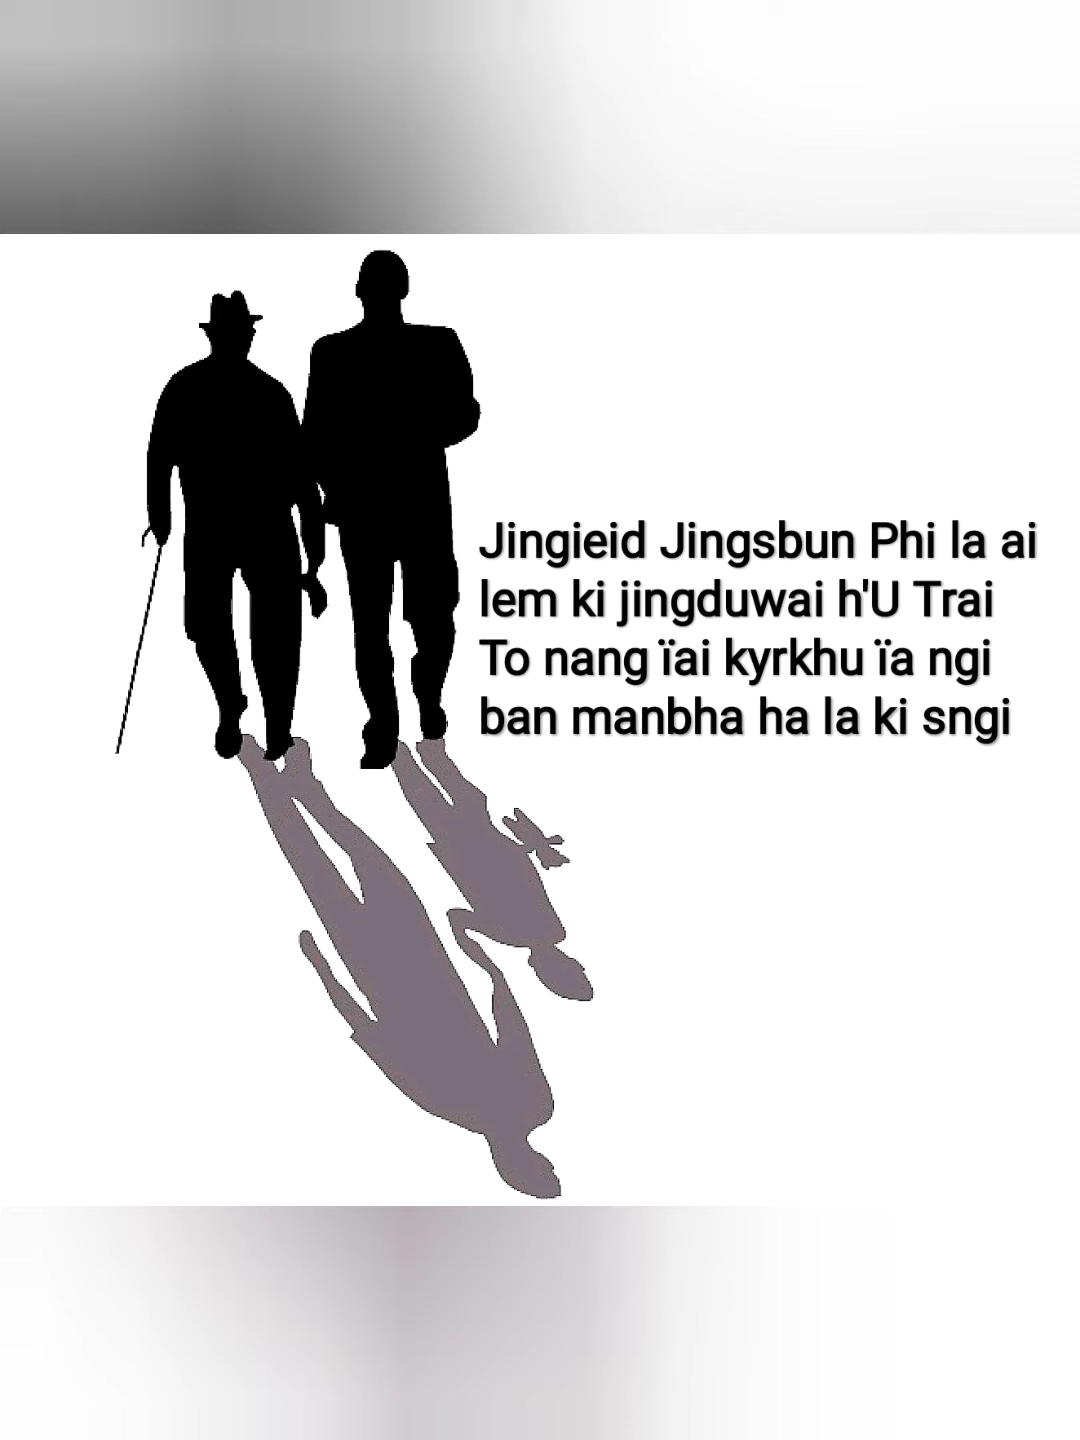 Jingieid Jingsbun Phi la ai
lem ki jingduwai h'U Trai
To nang ïai kyrkhu ïa ngi
ban manbha ha la ki sngi